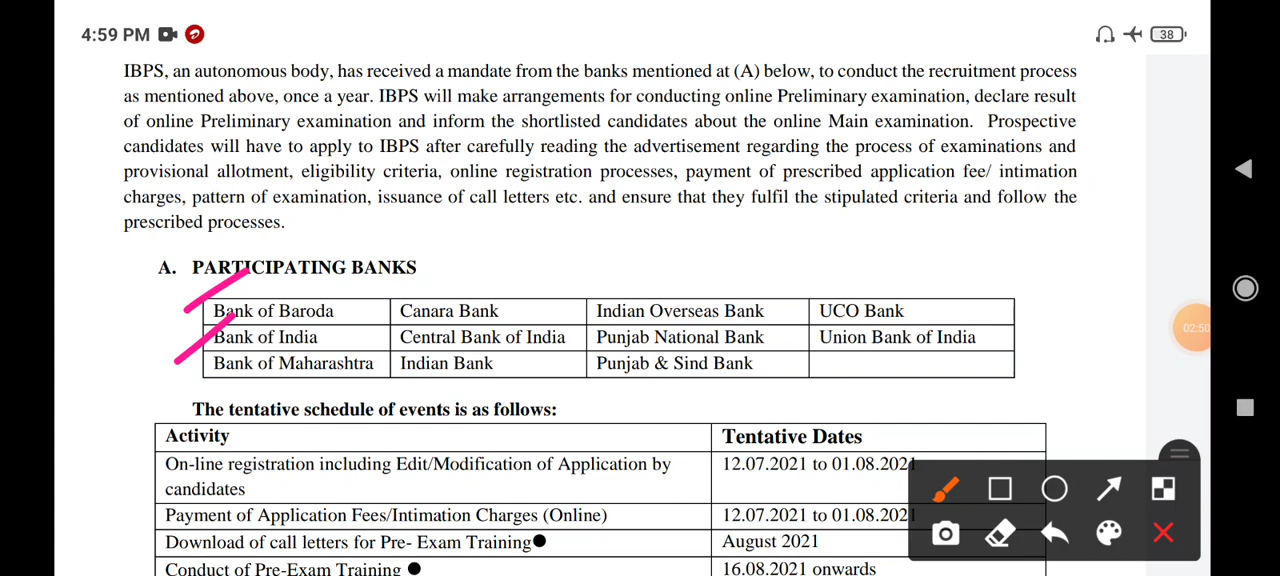 4:59 PM
38
IBPS, an autonomous body, has received a mandate from the banks mentioned at (A) below, to conduct the recruitment process
as mentioned above, once a year. IBPS will make arrangements for conducting online Preliminary examination, declare result
of online Preliminary examination and inform the shortlisted candidates about the online Main examination. Prospective
candidates will have to apply to IBPS after carefully reading the advertisement regarding the process of examinations and
provisional allotment, eligibility criteria, online registration processes, payment of prescribed application fee/ intimation
charges, pattern of examination, issuance of call letters etc. and ensure that they fulfil the stipulated criteria and follow the
prescribed processes.
A. PARTICIPATING BANKS
Bank of Baroda Canara Bank Indian Overseas Bank UCO Bank
Bank of India Central Bank of India Punjab National Bank Union Bank of India
Bank of Maharashtra Indian Bank Punjab & Sind Bank
02:50
The tentative schedule of events is as follows:
Activity Tentative Dates
On-line registration including Edit/Modification of Application by 12.07.2021 to 01.08.2021
candidates
Payment of Application Fees/Intimation Charges (Online) 12.07.2021 to 01.08.2021
Download of call letters for Pre- Exam Training August 2021
Conduct of Pre-Exam Training 16.08.2021 onwards